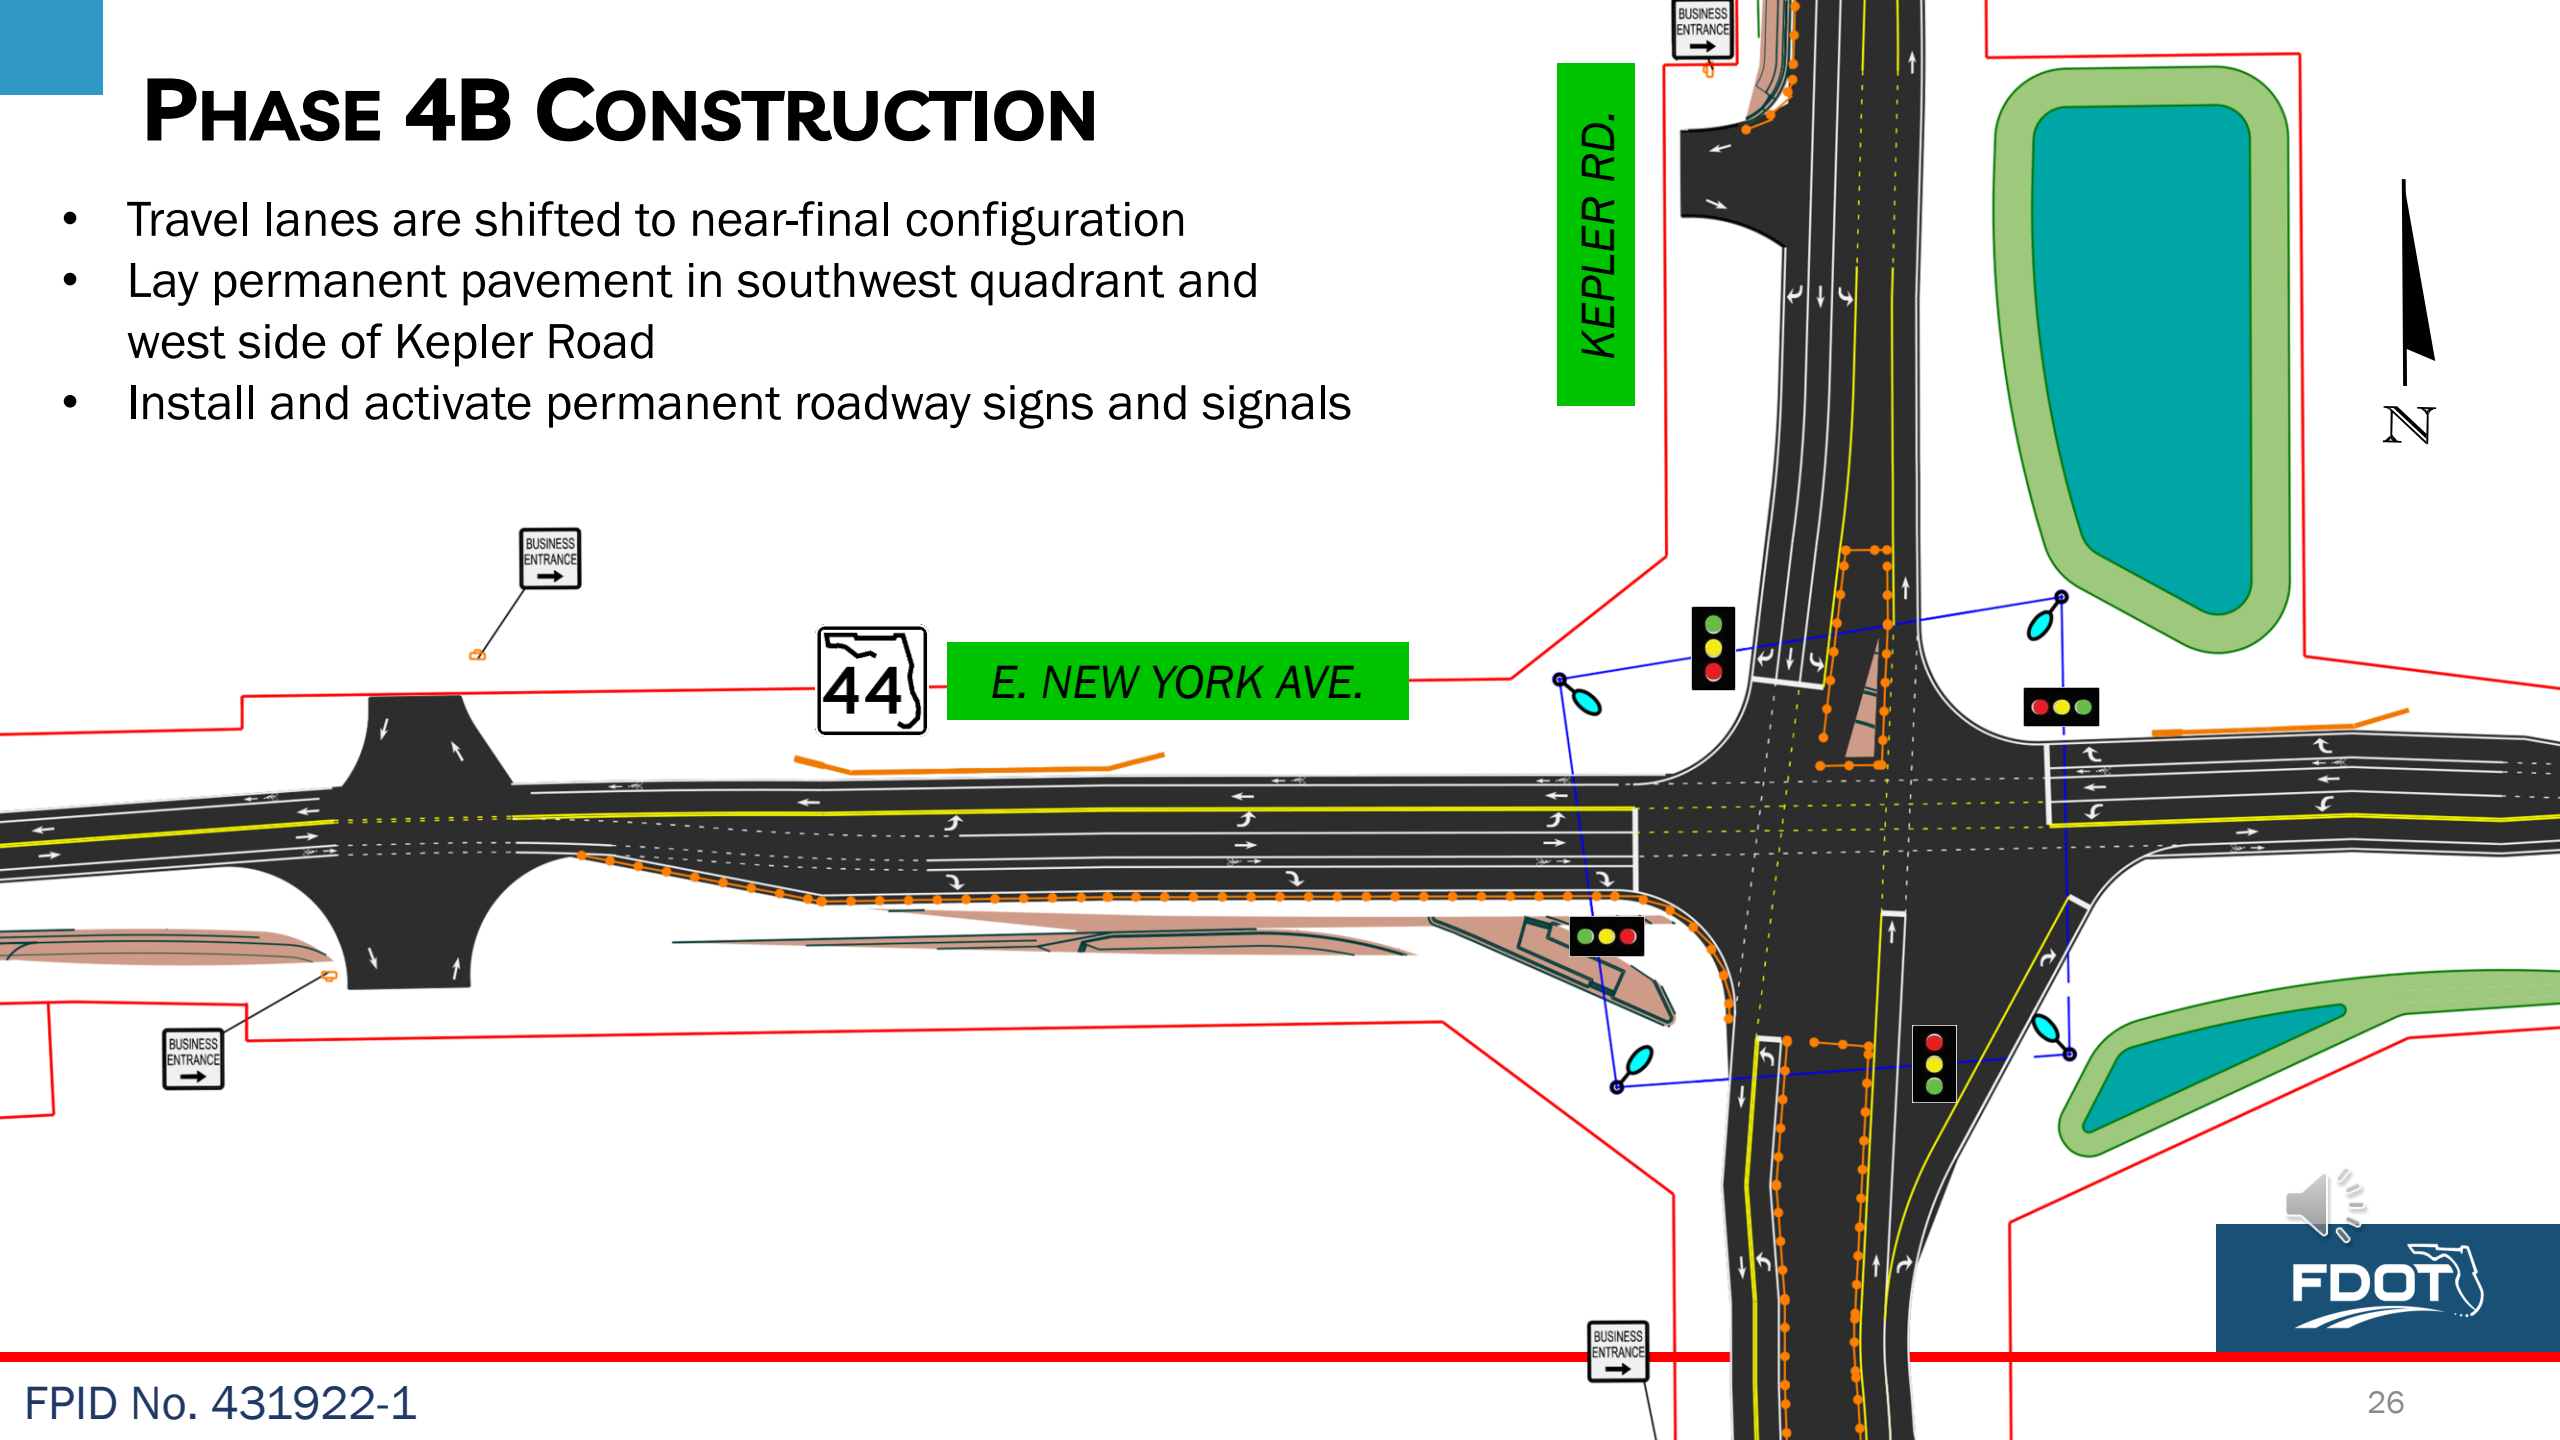 PHASE 4B CONSTRUCTION
• Travel lanes are shifted to near-final configuration
• Lay permanent pavement in southwest quadrant and
west side of Kepler Road
• Install and activate permanent roadway signs and signals
BUSINESS
ENTRANCE
KEPLER RD.
N
BUSINESS
ENTRANCE
44
E. NEW YORK AVE.
BUSINESS
ENTRANCE
BUSINESS
ENTRANCE
FDOT
FPID No. 431922-1
26